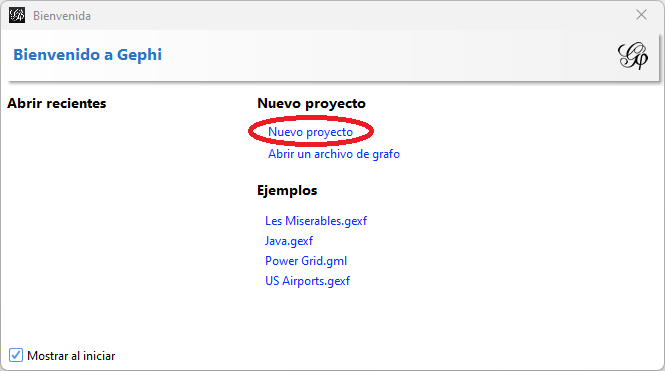 Bienvenida
Bienvenido a Gephi
Abrir recientes
Nuevo proyecto
Nuevo proyecto
Abrir un archivo de grafo
Ejemplos
Les Miserables.gexf
Java.gexf
Power Grid.gml
US Airports.gexf
Mostrar al iniciar